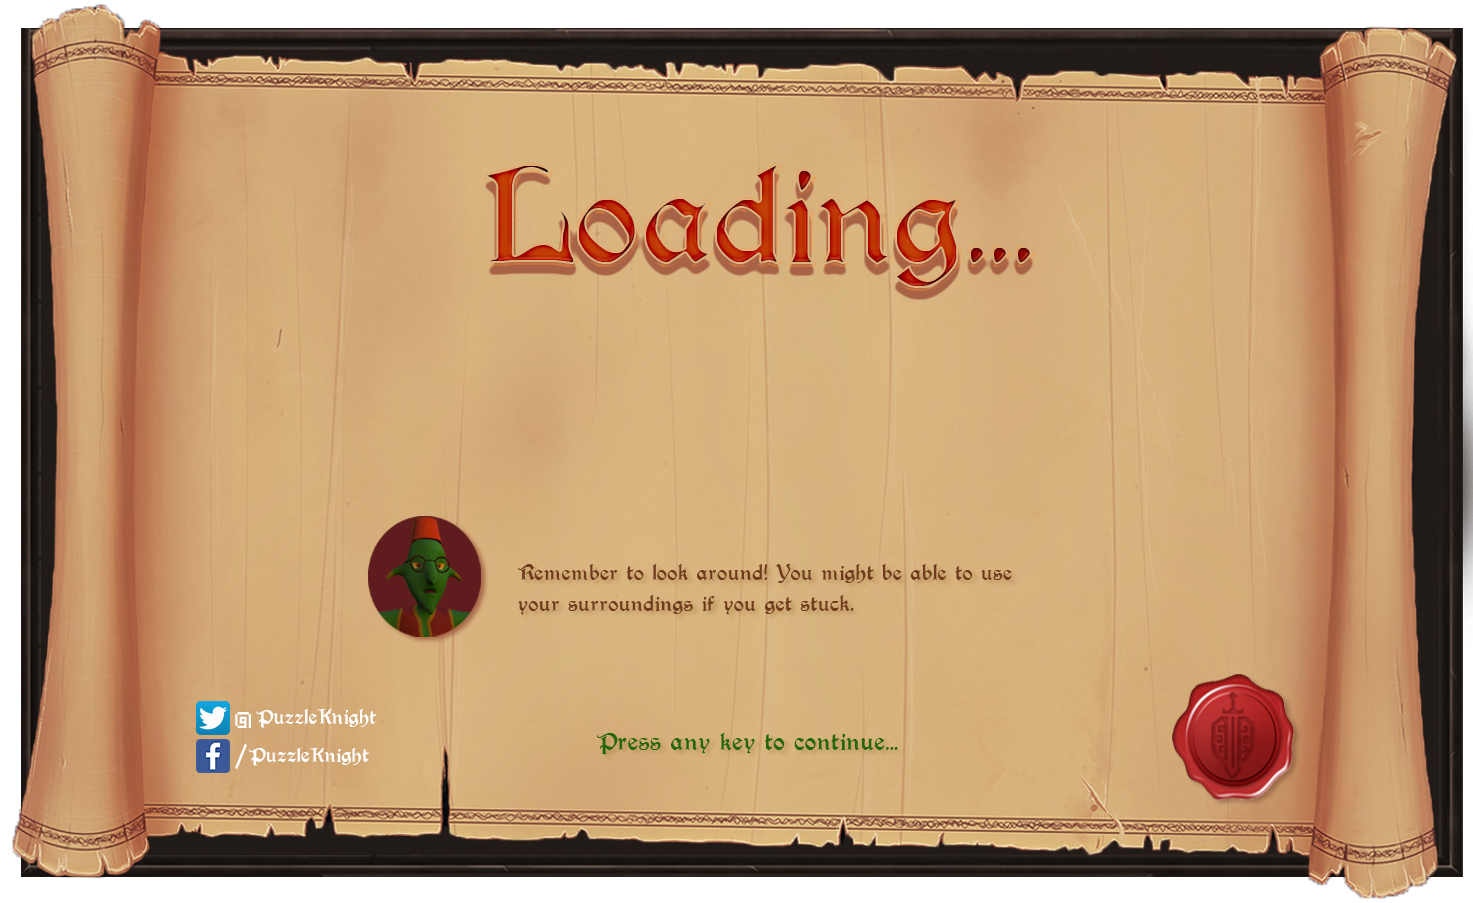 Loading...
Remember to look around! You might be able to use
your surroundings if you get stuck.
@ PuzzleKnight
/PuzzleKnight
Press any key to continue...